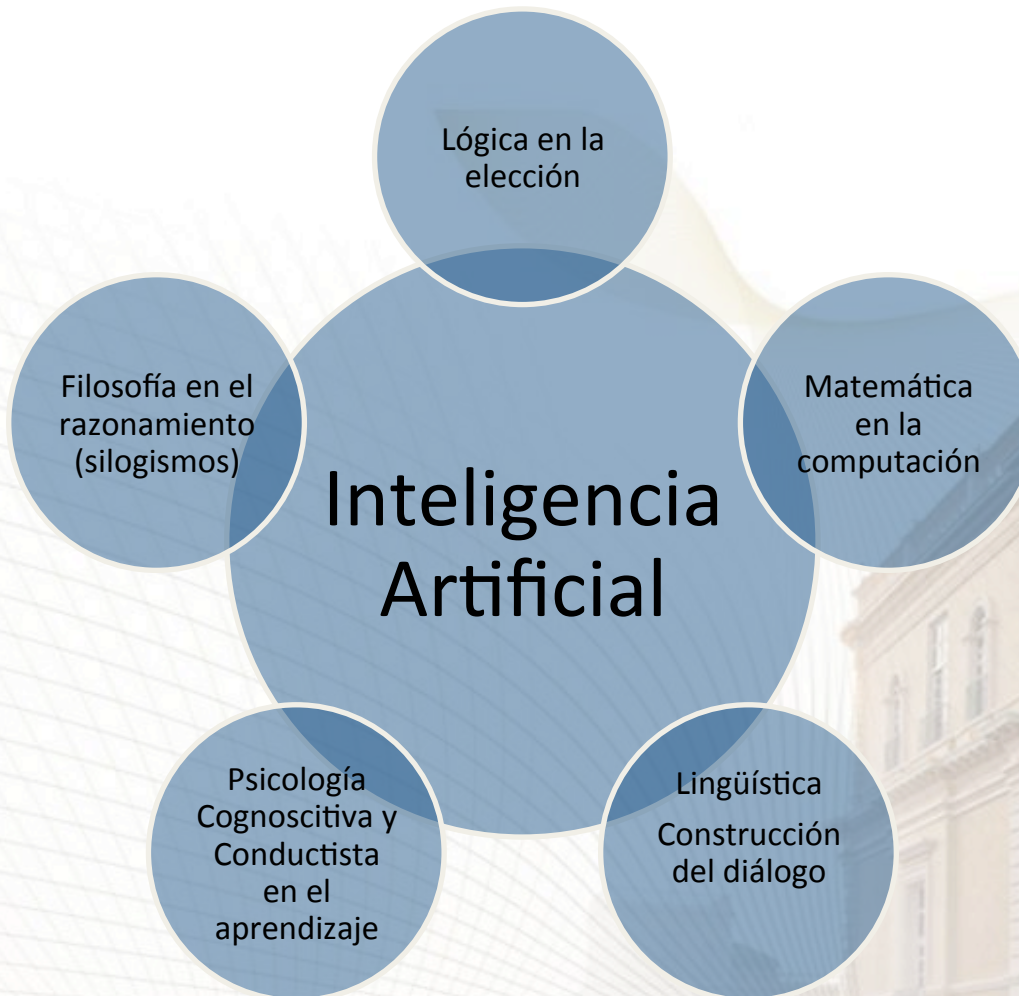 Lógica en la
elección
Filosofía en el
razonamiento
(silogismos)
Matemática
en la
computación
Inteligencia
Artificial
Psicología
Cognoscitiva y
Conductista
en el
aprendizaje
Lingüística
Construcción
del diálogo